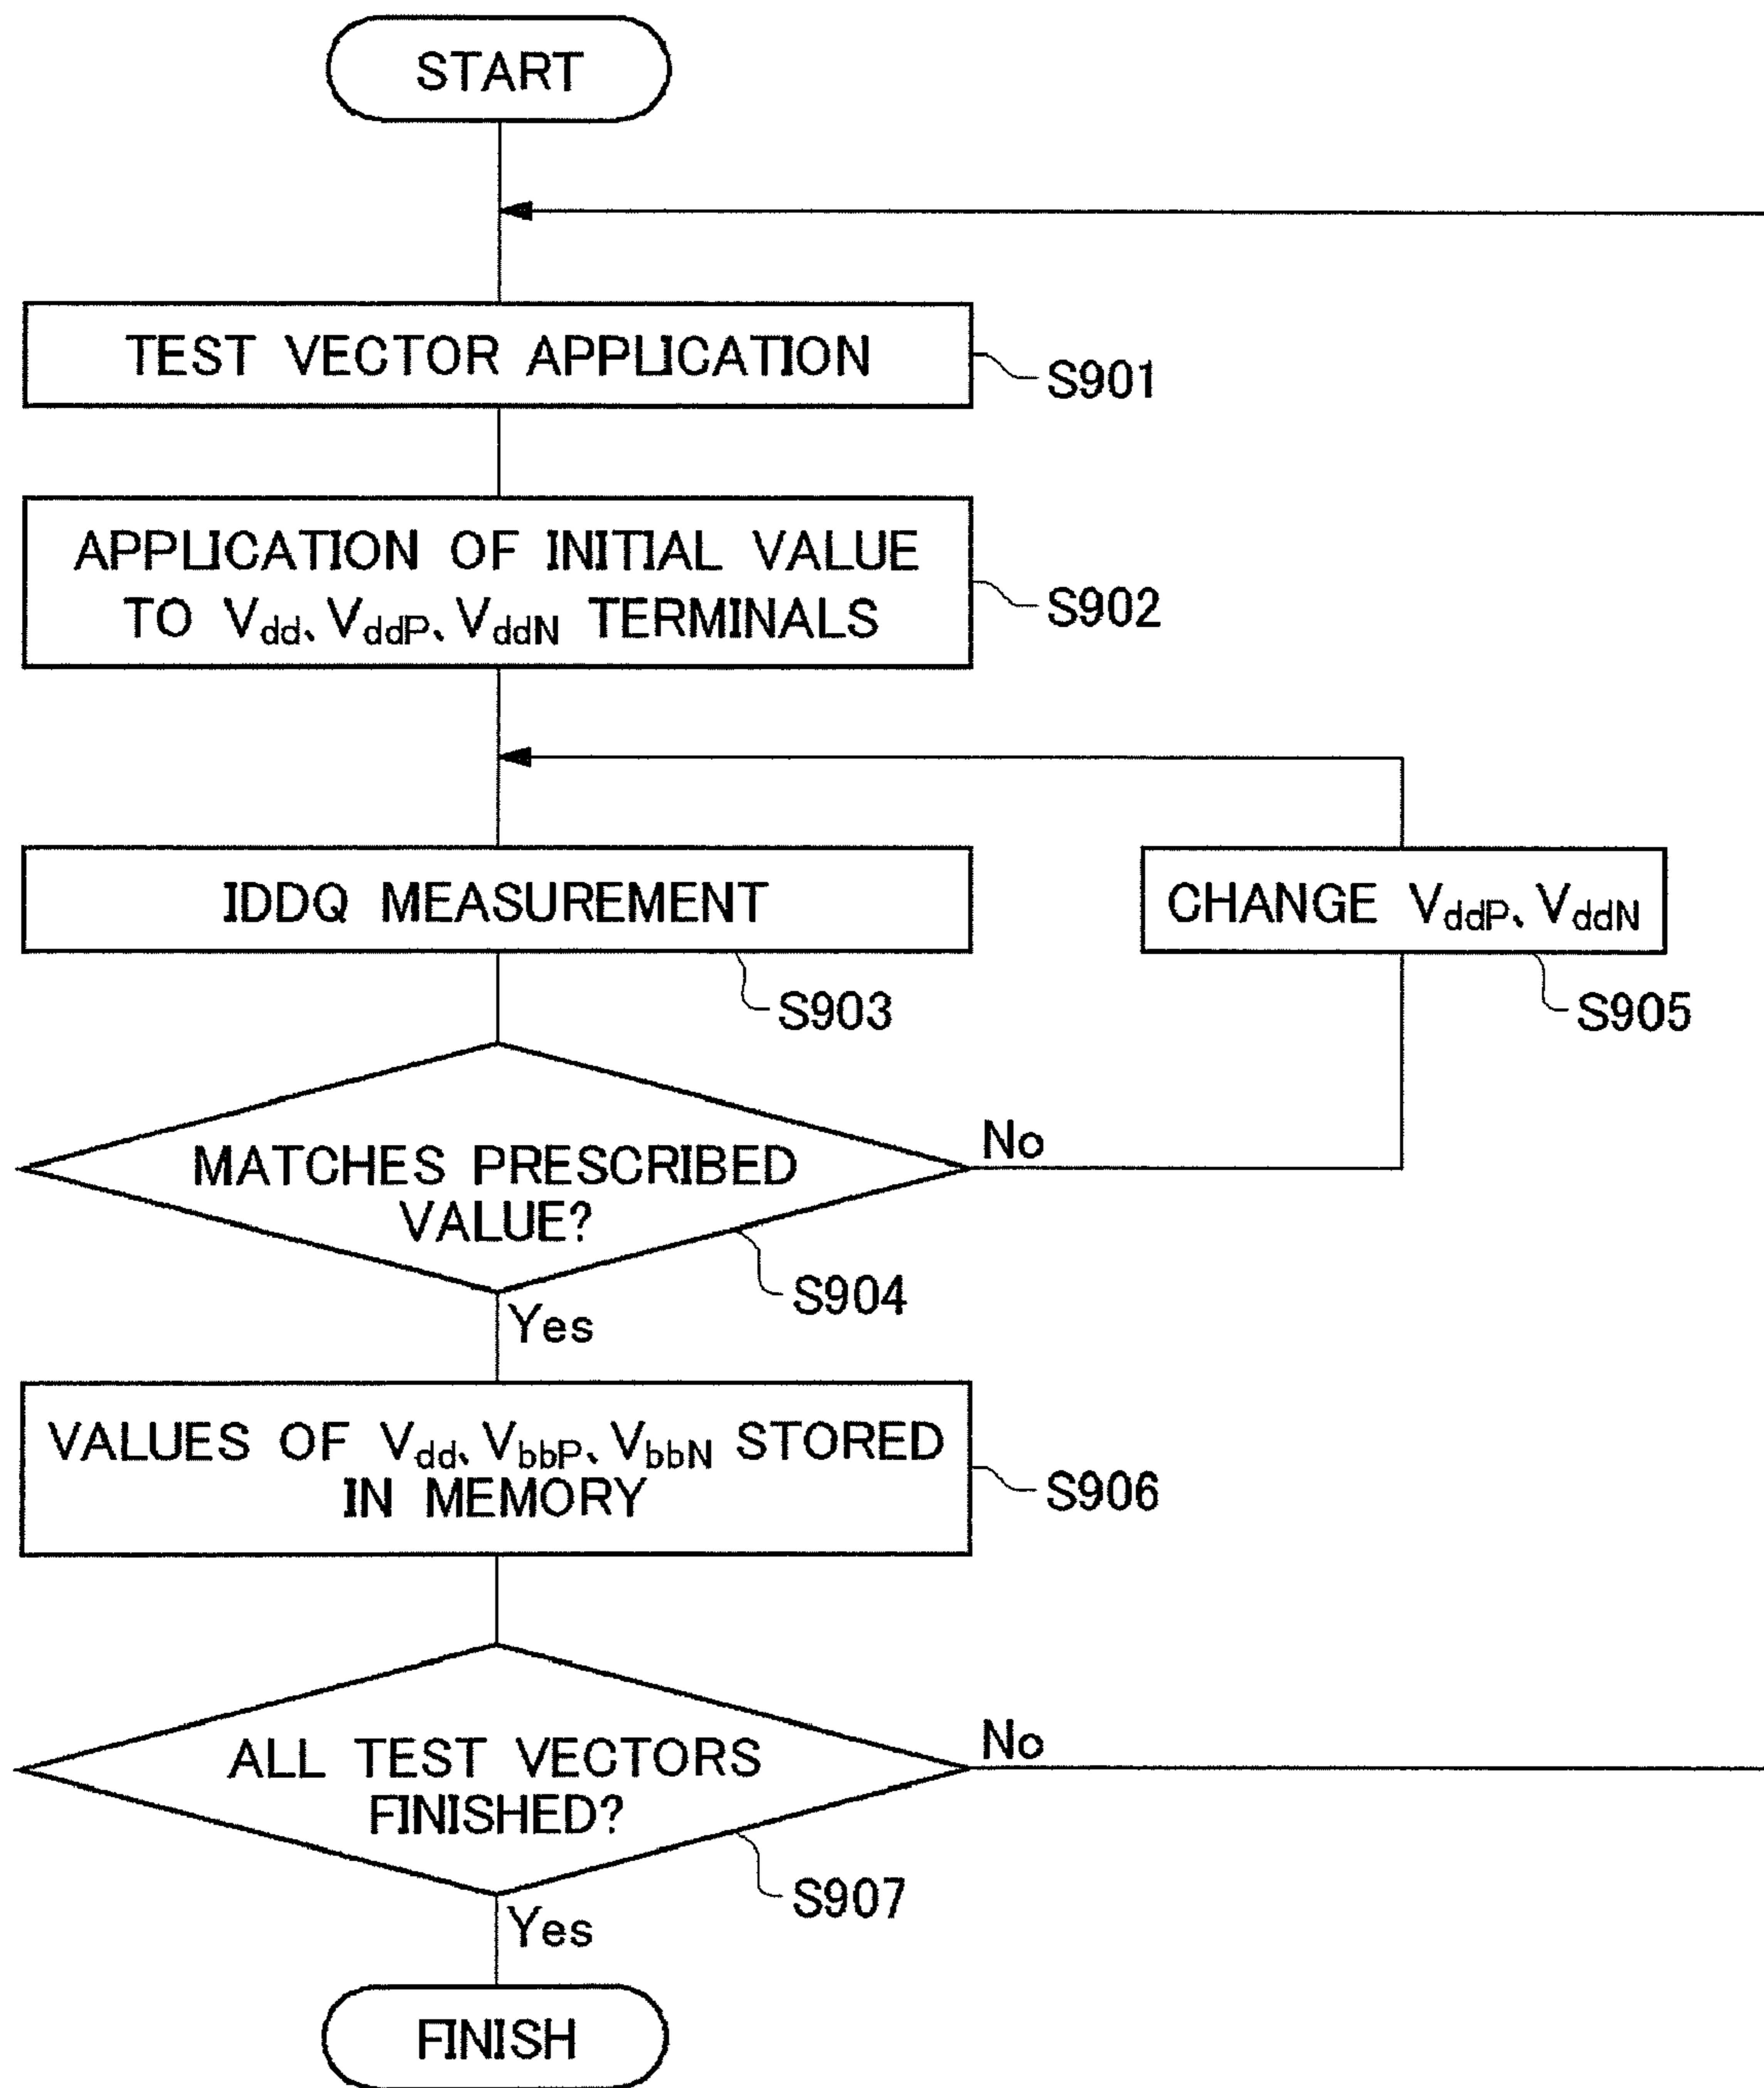 START
TEST VECTOR APPLICATION
S901
APPLICATION OF INITIAL VALUE
TO Vdd、VddP、VddN TERMINALS
S902
IDDQ MEASUREMENT
S903
CHANGE VddP、VddN
S905
MATCHES PRESCRIBED
VALUE?
No
S904
Yes
VALUES OF Vdd、VbbP、VbbN STORED
IN MEMORY
S906
ALL TEST VECTORS
FINISHED?
No
S907
Yes
FINISH